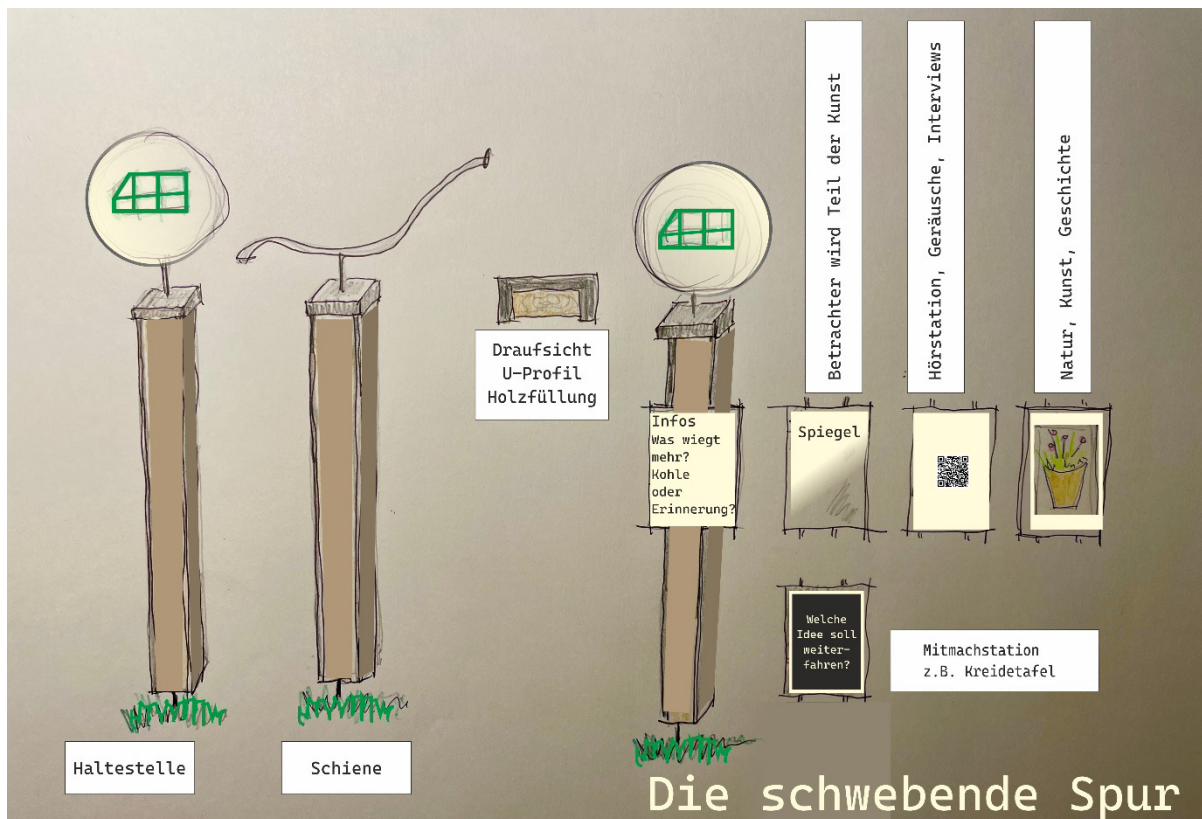 Betrachter wird Teil der Kunst
Hörstation, Geräusche, Interviews
Natur, Kunst, Geschichte
Draufsicht
U-Profil
Holzfüllung
Infos
Was wiegt
mehr?
Kohle
oder
Erinnerung?
Spiegel
Welche
Idee soll
weiter-
fahren?
Mitmachstation
z.B. Kreidetafel
Haltestelle
Schiene
Die schwebende Spur